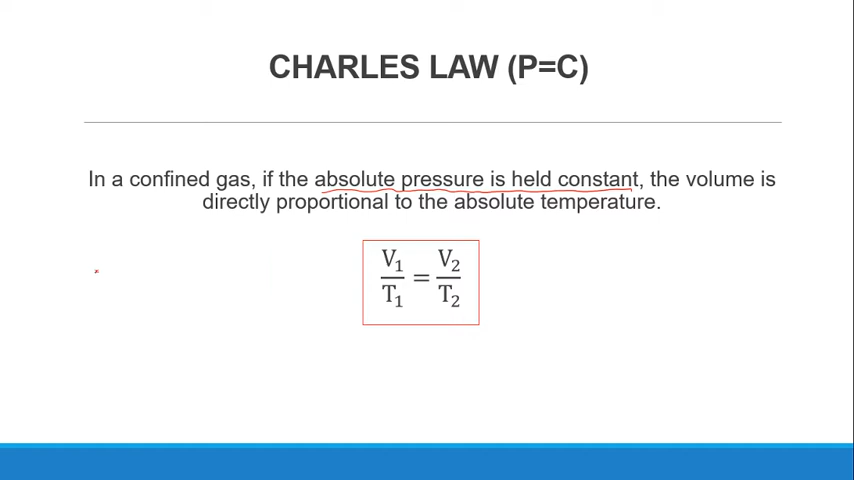 CHARLES LAW (P=C)
In a confined gas, if the absolute pressure is held constant, the volume is
directly proportional to the absolute temperature.
V₁/T₁ = V₂/T₂